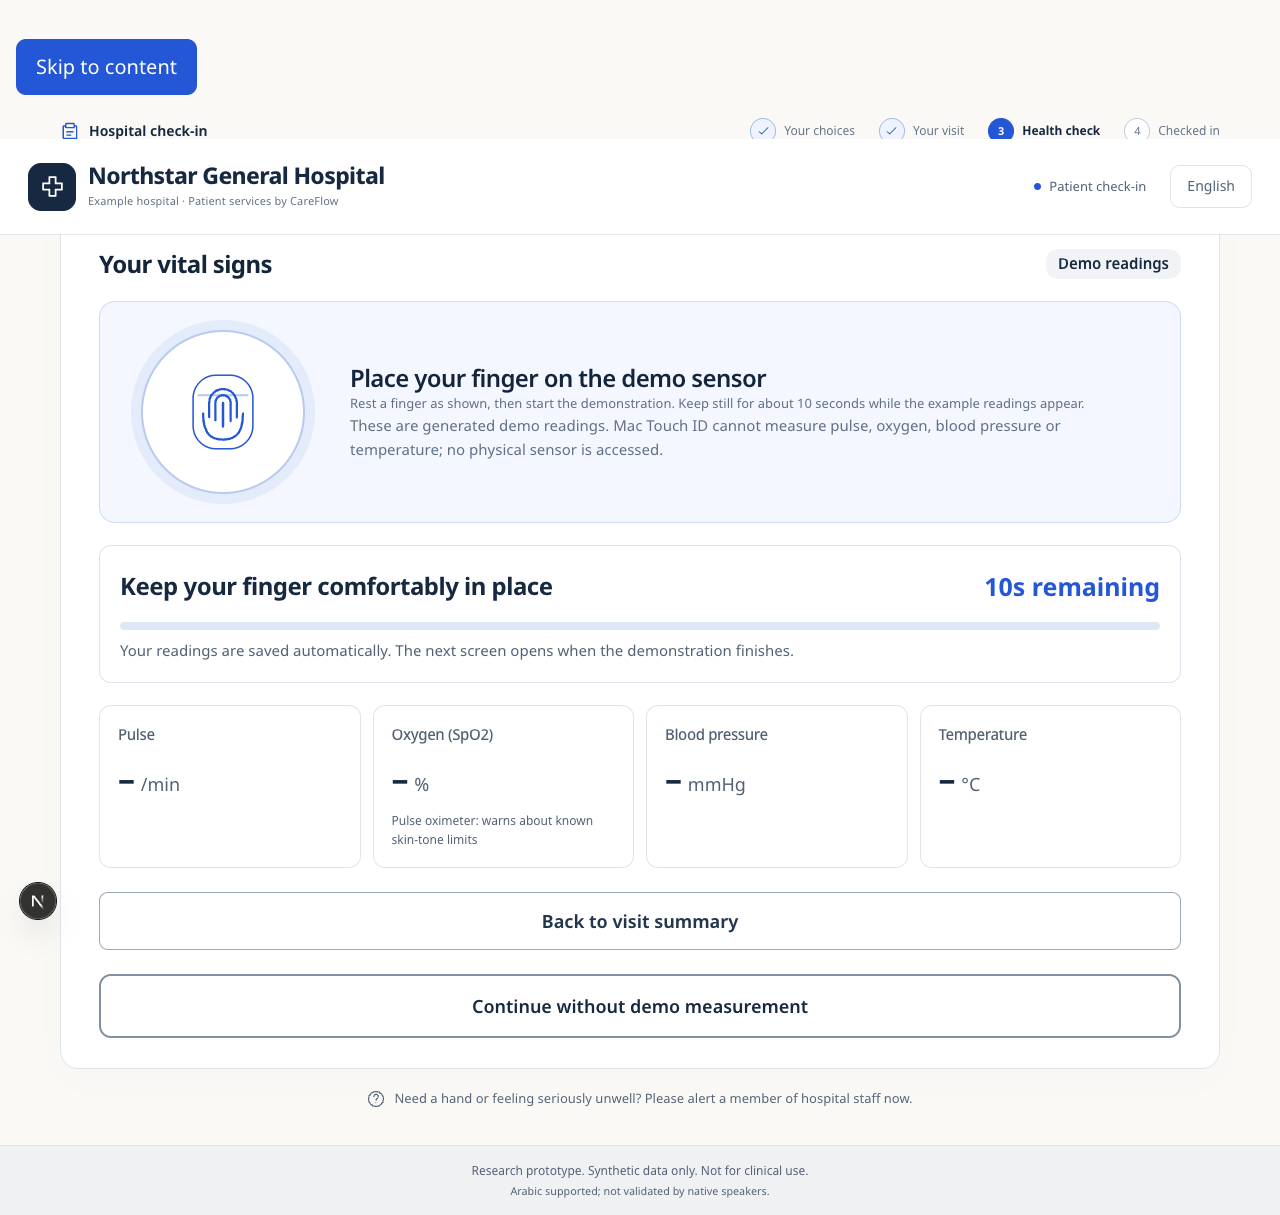 Skip to content
Hospital check-in
Your choices
Your visit
3 Health check
4 Checked in
Northstar General Hospital
Example hospital · Patient services by CareFlow
Patient check-in
English
Your vital signs
Demo readings
Place your finger on the demo sensor
Rest a finger as shown, then start the demonstration. Keep still for about 10 seconds while the example readings appear.
These are generated demo readings. Mac Touch ID cannot measure pulse, oxygen, blood pressure or
temperature; no physical sensor is accessed.
Keep your finger comfortably in place
10s remaining
Your readings are saved automatically. The next screen opens when the demonstration finishes.
Pulse
– /min
Oxygen (SpO2)
– %
Pulse oximeter: warns about known
skin-tone limits
Blood pressure
– mmHg
Temperature
– °C
N
Back to visit summary
Continue without demo measurement
Need a hand or feeling seriously unwell? Please alert a member of hospital staff now.
Research prototype. Synthetic data only. Not for clinical use.
Arabic supported; not validated by native speakers.